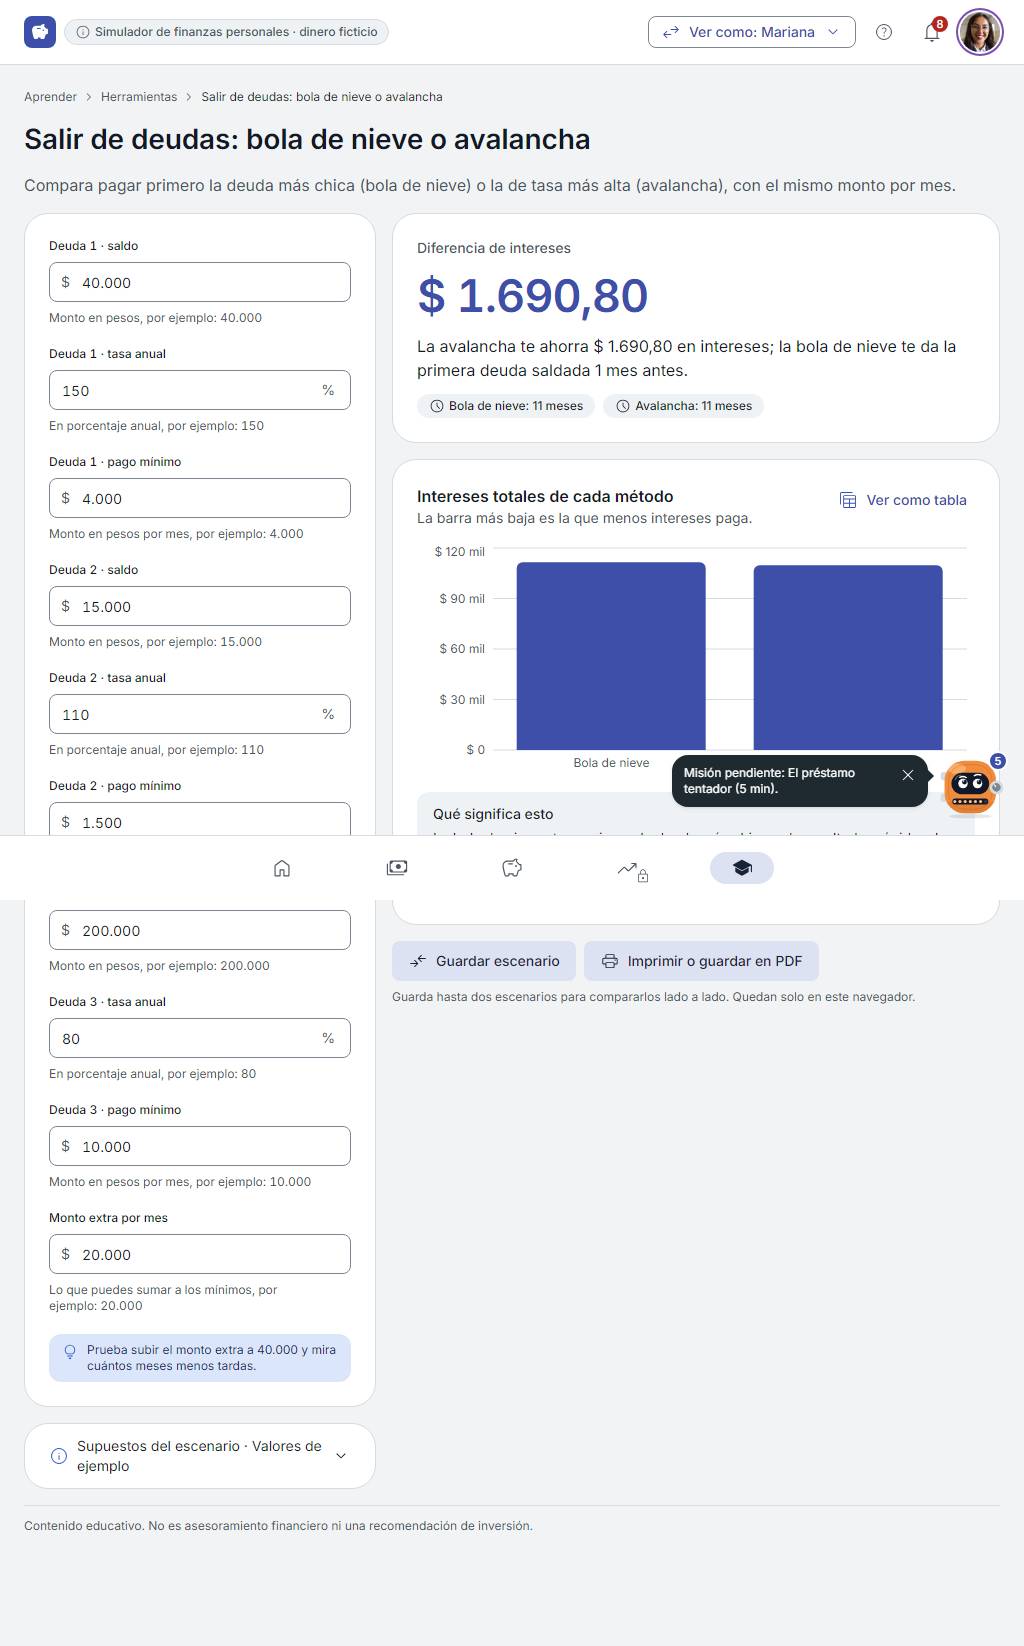 Simulador de finanzas personales · dinero ficticio
Ver como: Mariana
8
Aprender
Herramientas
Salir de deudas: bola de nieve o avalancha
Salir de deudas: bola de nieve o avalancha
Compara pagar primero la deuda más chica (bola de nieve) o la de tasa más alta (avalancha), con el mismo monto por mes.
Deuda 1 · saldo
$ 40.000
Monto en pesos, por ejemplo: 40.000
Deuda 1 · tasa anual
150 %
En porcentaje anual, por ejemplo: 150
Deuda 1 · pago mínimo
$ 4.000
Monto en pesos por mes, por ejemplo: 4.000
Deuda 2 · saldo
$ 15.000
Monto en pesos, por ejemplo: 15.000
Deuda 2 · tasa anual
110 %
En porcentaje anual, por ejemplo: 110
Deuda 2 · pago mínimo
$ 1.500
$ 200.000
Monto en pesos, por ejemplo: 200.000
Deuda 3 · tasa anual
80 %
En porcentaje anual, por ejemplo: 80
Deuda 3 · pago mínimo
$ 10.000
Monto en pesos por mes, por ejemplo: 10.000
Monto extra por mes
$ 20.000
Lo que puedes sumar a los mínimos, por
ejemplo: 20.000
Prueba subir el monto extra a 40.000 y mira
cuántos meses menos tardas.
Supuestos del escenario · Valores de
ejemplo
Diferencia de intereses
$ 1.690,80
La avalancha te ahorra $ 1.690,80 en intereses; la bola de nieve te da la
primera deuda saldada 1 mes antes.
Bola de nieve: 11 meses
Avalancha: 11 meses
Intereses totales de cada método
La barra más baja es la que menos intereses paga.
Ver como tabla
$ 120 mil
$ 90 mil
$ 60 mil
$ 30 mil
$ 0
Bola de nieve
Misión pendiente: El préstamo
tentador (5 min).
5
Qué significa esto
Guardar escenario
Imprimir o guardar en PDF
Guarda hasta dos escenarios para compararlos lado a lado. Quedan solo en este navegador.
Contenido educativo. No es asesoramiento financiero ni una recomendación de inversión.